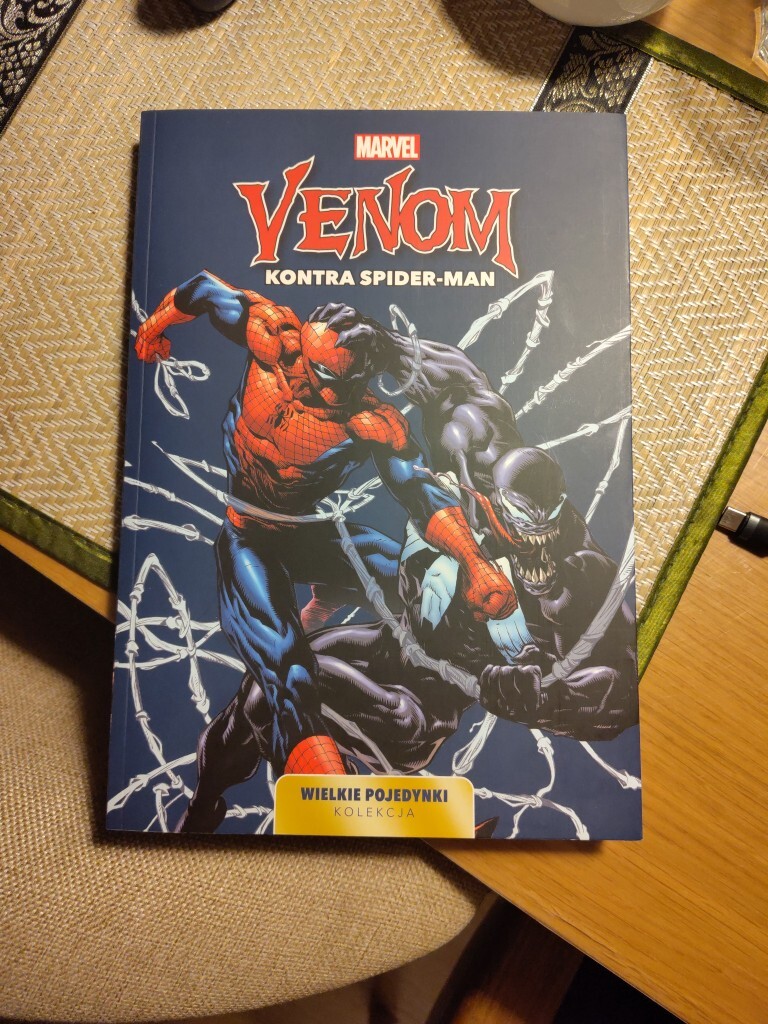 MARVEL
VENOM
KONTRA SPIDER-MAN
WIELKIE POJEDYNKI
KOLEKCJA